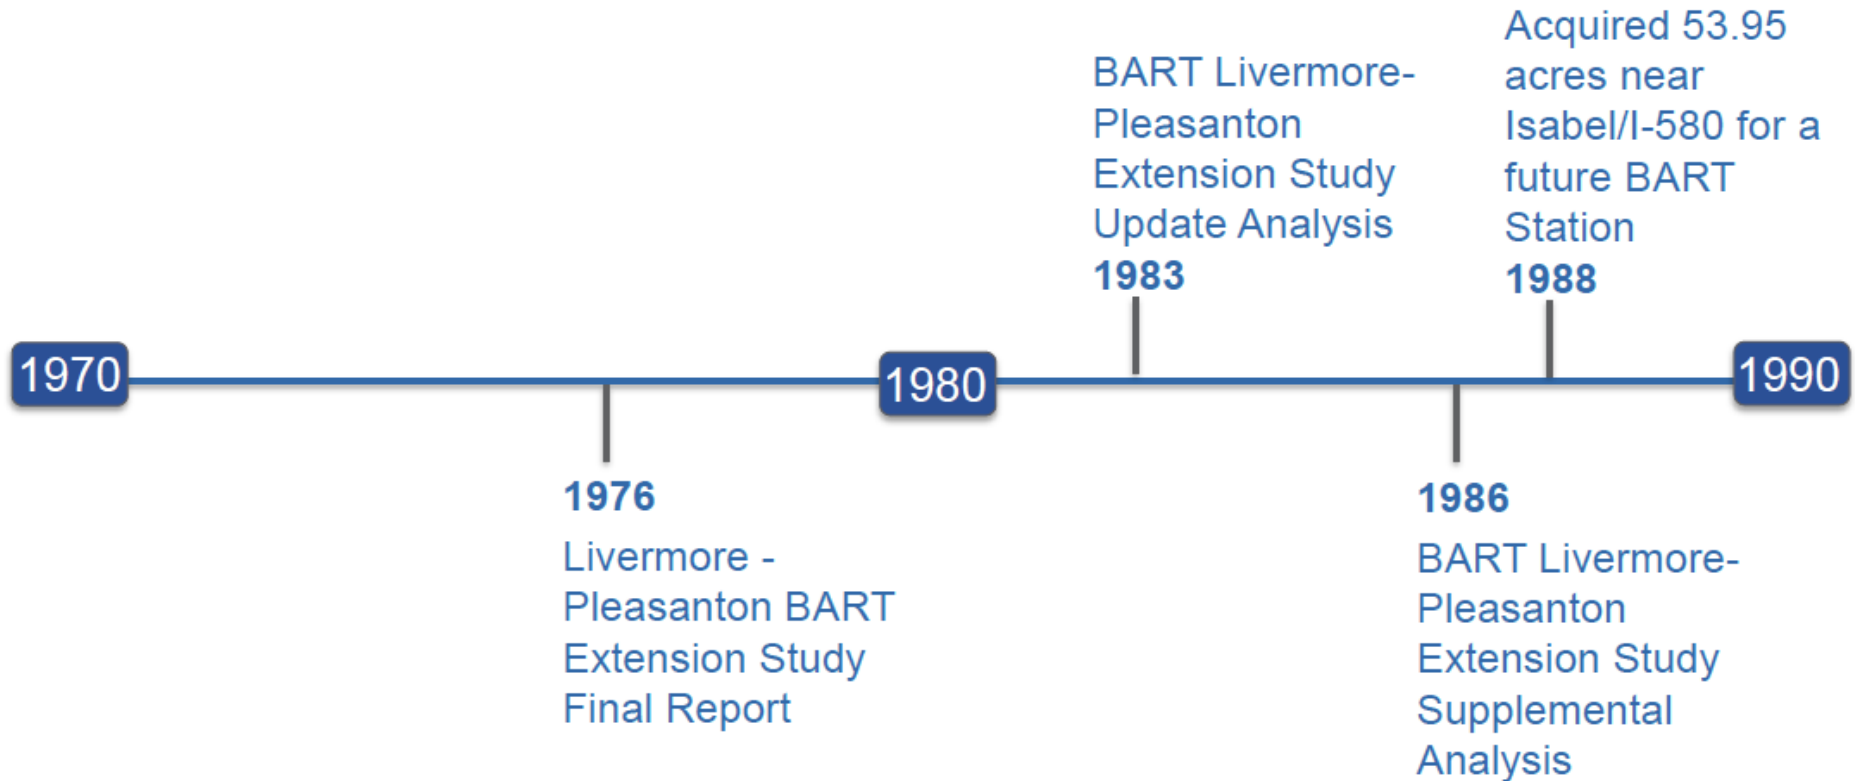 Acquired 53.95
acres near
Isabel/I-580 for a
future BART
Station
1988
BART Livermore-
Pleasanton
Extension Study
Update Analysis
1983
1970
1980
1990
1976
Livermore -
Pleasanton BART
Extension Study
Final Report
1986
BART Livermore-
Pleasanton
Extension Study
Supplemental
Analysis